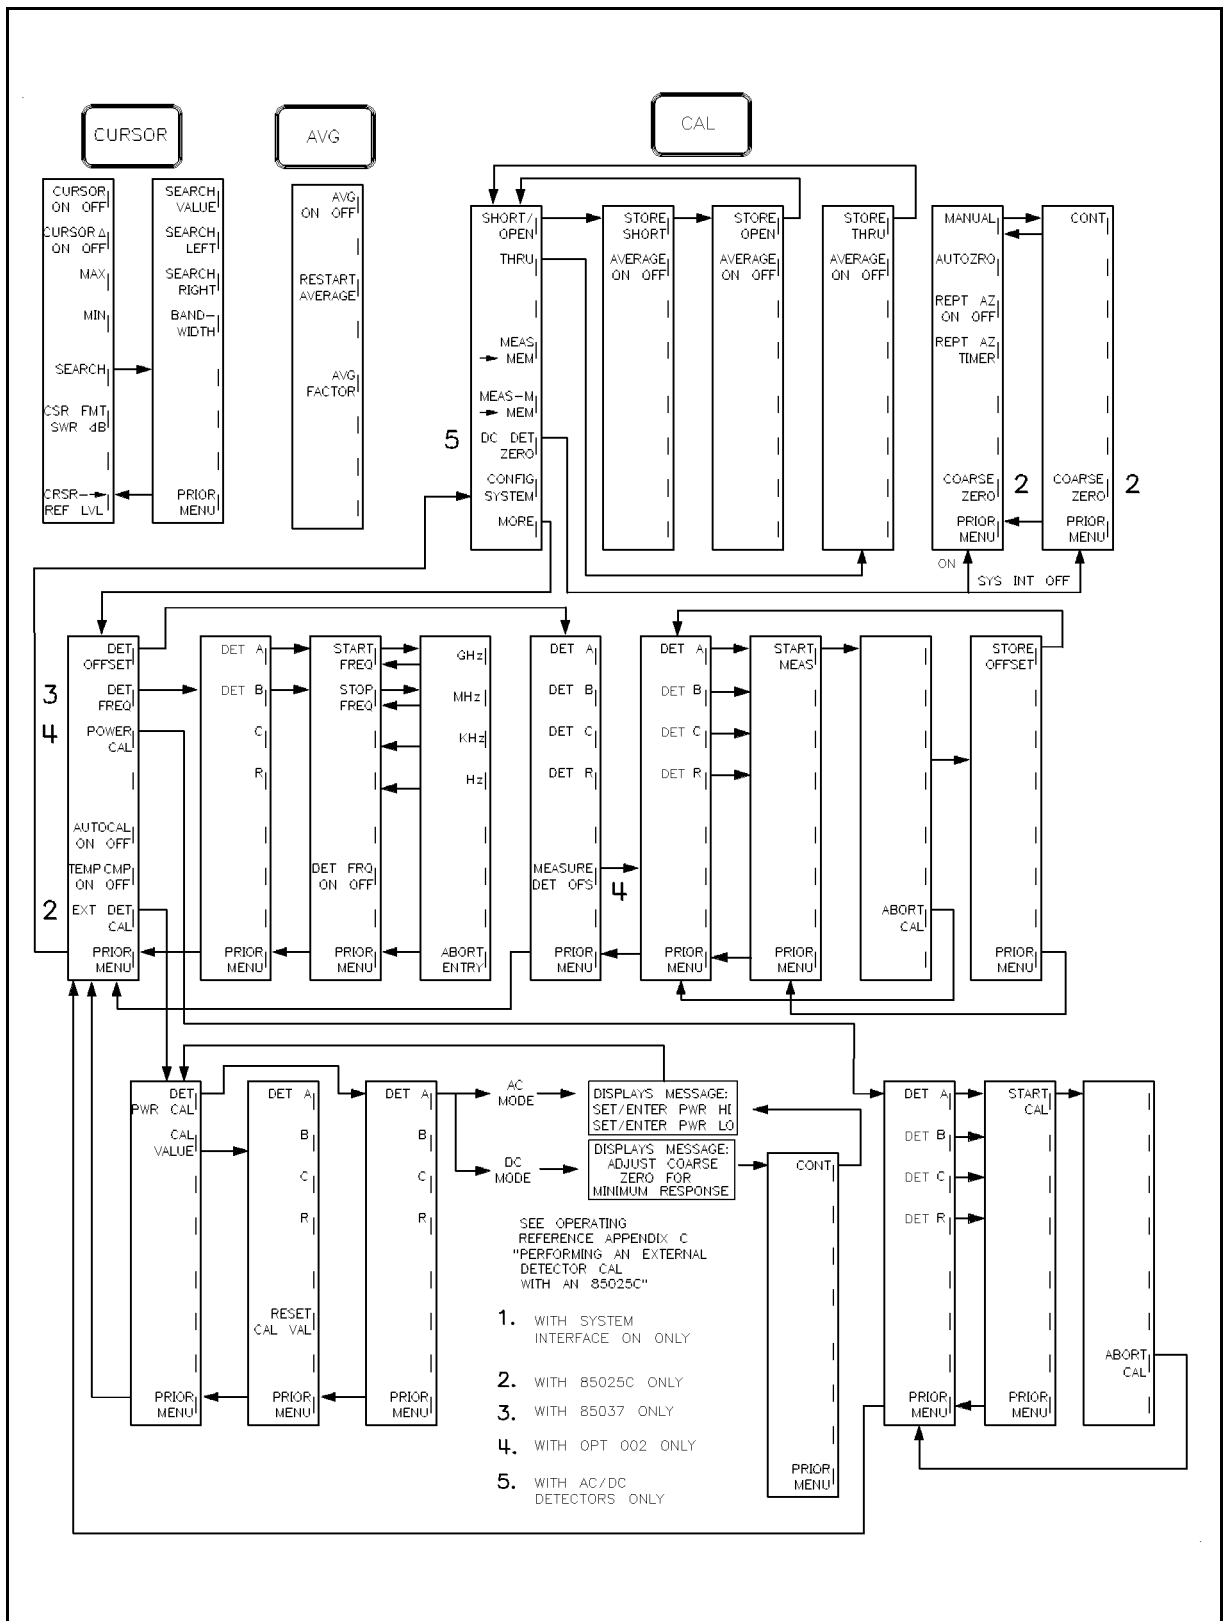 CURSOR
AVG
CAL
CURSOR
ON OFF
CURSOR Δ
ON OFF
MAX
MIN
SEARCH
CSR FMT
SWR dB
CRSR→
REF LVL
SEARCH
VALUE
SEARCH
LEFT
SEARCH
RIGHT
BAND-
WIDTH
PRIOR
MENU
AVG
ON OFF
RESTART
AVERAGE
AVG
FACTOR
SHORT/
OPEN
THRU
MEAS
→ MEM
MEAS-M
→ MEM
5
DC DET
ZERO
CONFIG
SYSTEM
MORE
STORE
SHORT
AVERAGE
ON OFF
STORE
OPEN
AVERAGE
ON OFF
STORE
THRU
AVERAGE
ON OFF
MANUAL
AUTOZRO
REPT AZ
ON OFF
REPT AZ
TIMER
COARSE
ZERO
2
PRIOR
MENU
CONT
COARSE
ZERO
2
PRIOR
MENU
ON
SYS INT OFF
DET
OFFSET
3
DET
FREQ
4
POWER
CAL
AUTOCAL
ON OFF
TEMPCMP
ON OFF
2
EXT DET
CAL
PRIOR
MENU
DET A
DET B
C
R
PRIOR
MENU
START
FREQ
STOP
FREQ
DET FRQ
ON OFF
PRIOR
MENU
GHz
MHz
KHz
Hz
ABORT
ENTRY
DET A
DET B
DET C
DET R
MEASURE
DET OFS
4
PRIOR
MENU
DET A
DET B
DET C
DET R
PRIOR
MENU
START
MEAS
PRIOR
MENU
ABORT
CAL
STORE
OFFSET
PRIOR
MENU
DET
PWR CAL
CAL
VALUE
PRIOR
MENU
DET A
B
C
R
RESET
CAL VAL
PRIOR
MENU
DET A
B
C
R
PRIOR
MENU
AC
MODE
DISPLAYS MESSAGE:
SET/ENTER PWR HI
SET/ENTER PWR LO
DC
MODE
DISPLAYS MESSAGE:
ADJUST COARSE
ZERO FOR
MINIMUM RESPONSE
CONT
PRIOR
MENU
DET A
DET B
DET C
DET R
PRIOR
MENU
START
CAL
PRIOR
MENU
ABORT
CAL
SEE OPERATING
REFERENCE APPENDIX C
"PERFORMING AN EXTERNAL
DETECTOR CAL
WITH AN 85025C"
1. WITH SYSTEM
INTERFACE ON ONLY
2. WITH 85025C ONLY
3. WITH 85037 ONLY
4. WITH OPT 002 ONLY
5. WITH AC/DC
DETECTORS ONLY